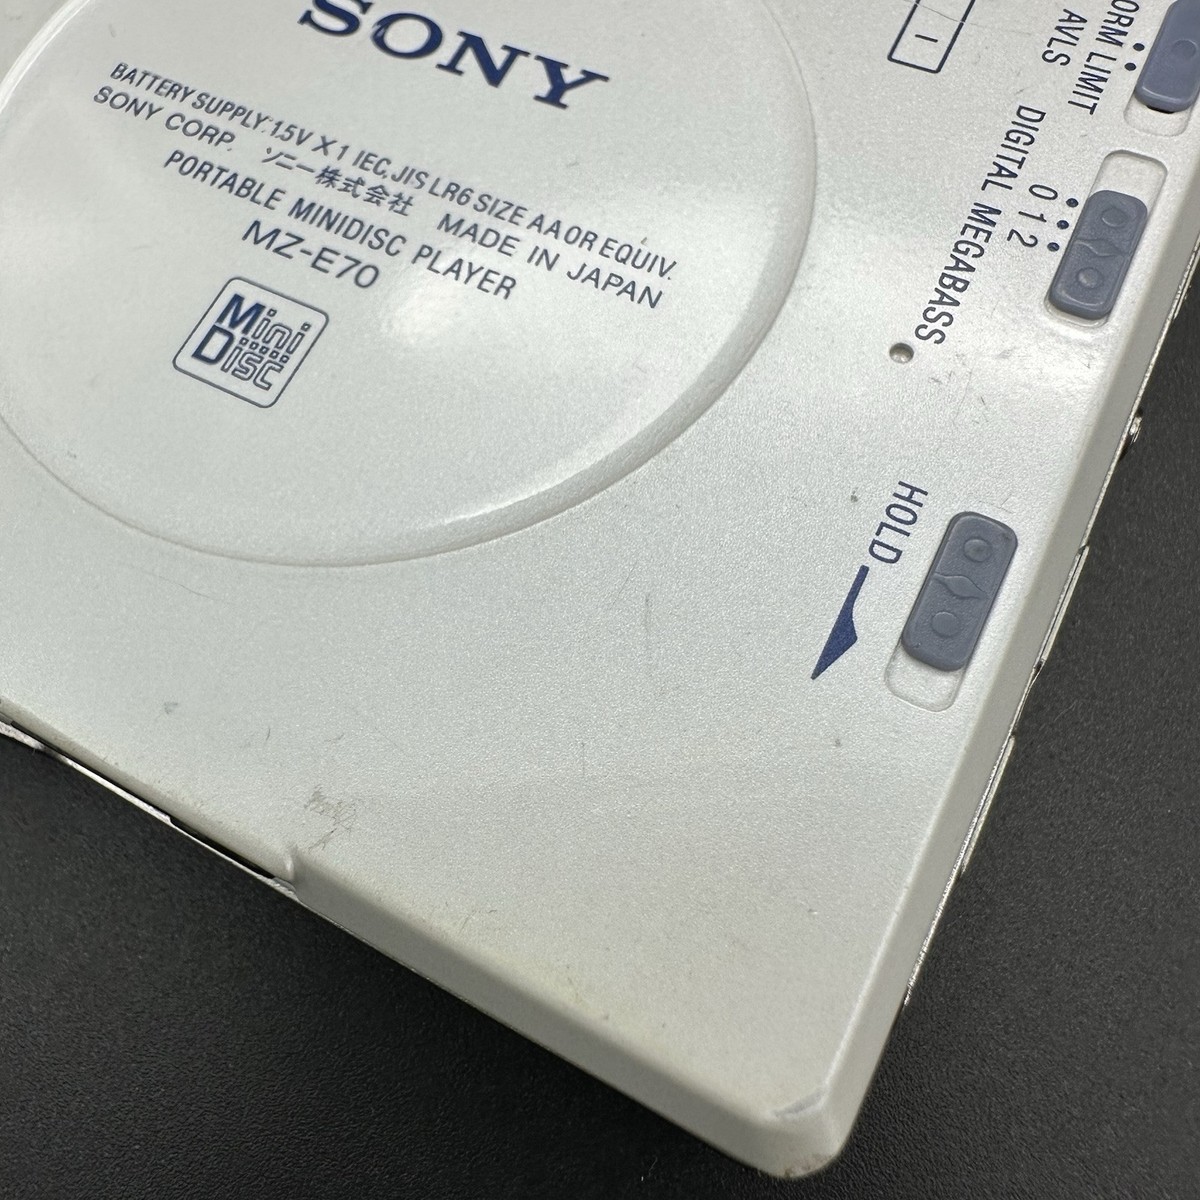 SONY
BATTERY SUPPLY: 1.5V X 1 IEC, JIS LR6 SIZE AA OR EQUIV.
SONY CORP. ソニー株式会社 MADE IN JAPAN
PORTABLE MINIDISC PLAYER
MZ-E70
Mini
Disc
ORM LIMIT
AVLS
0 1 2
DIGITAL MEGABASS
HOLD